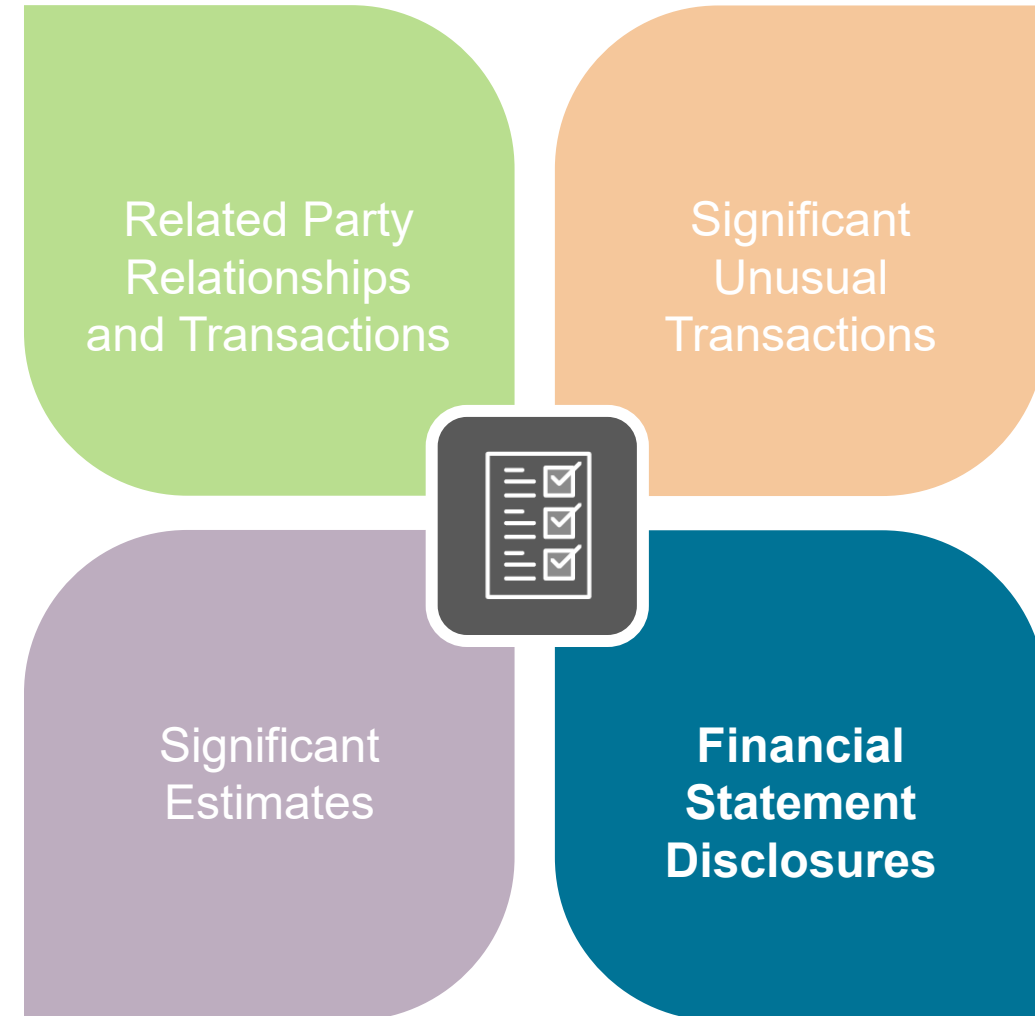 Related Party
Relationships
and Transactions
Significant
Unusual
Transactions
Significant
Estimates
Financial
Statement
Disclosures